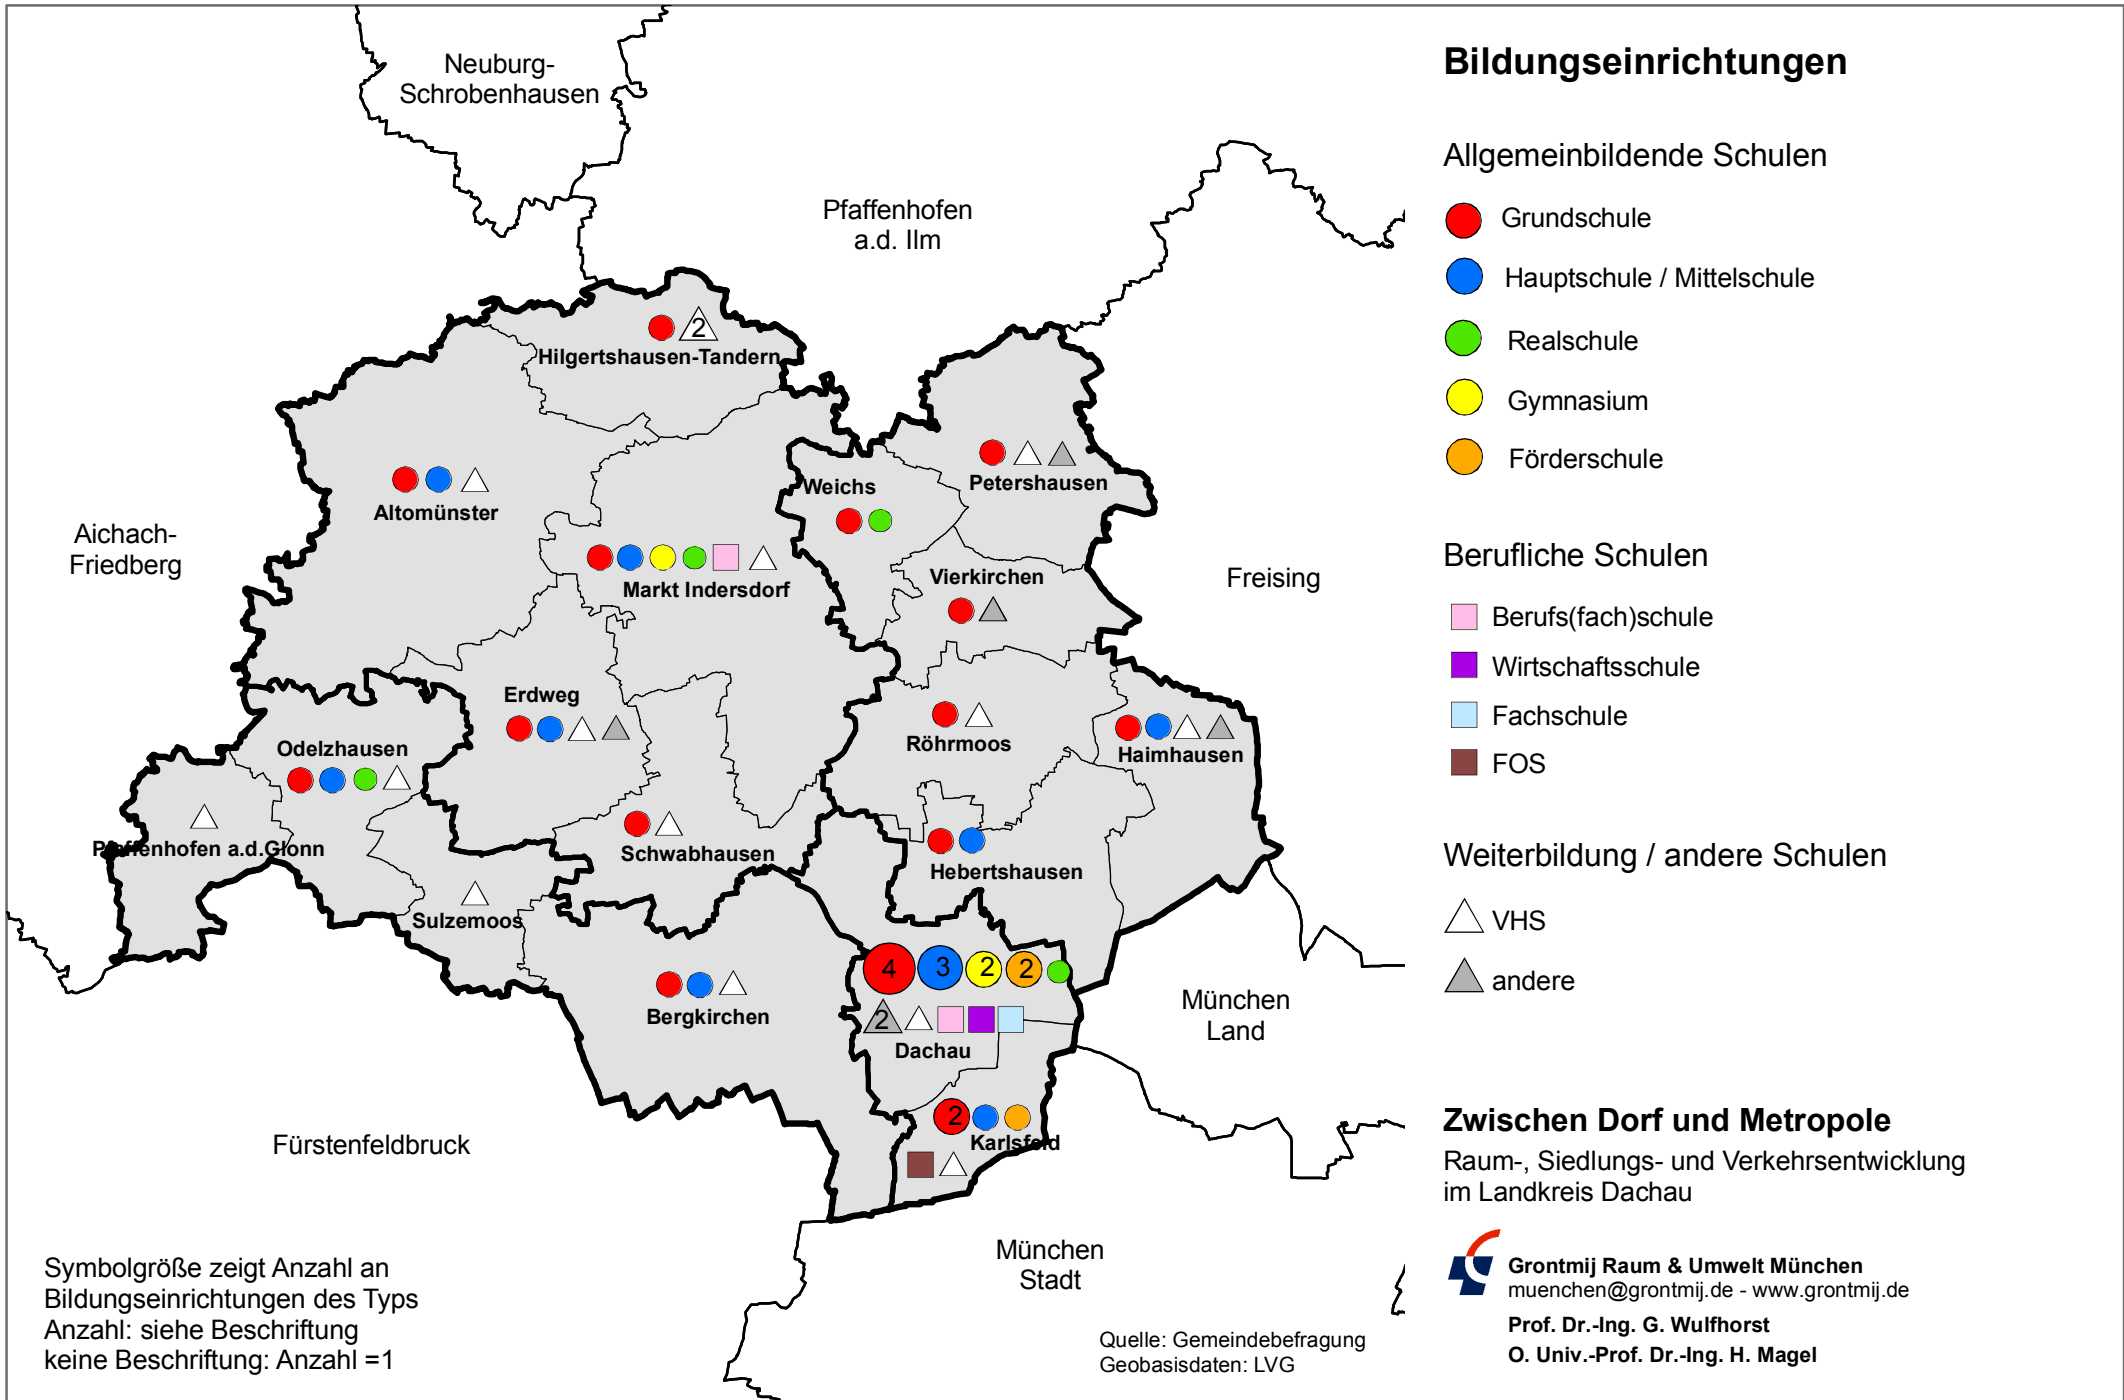 Neuburg-
Schrobenhausen
Pfaffenhofen
a.d. Ilm
2
Hilgertshausen-Tandern
Aichach-
Friedberg
Altomünster
Weichs
Petershausen
Markt Indersdorf
Vierkirchen
Freising
Erdweg
Odelzhausen
Röhrmoos
Haimhausen
Pfaffenhofen a.d.Glonn
Schwabhausen
Hebertshausen
Sulzemoos
Bergkirchen
4 3 2 2
2
Dachau
München
Land
2
Karlsfeld
Fürstenfeldbruck
München
Stadt
Symbolgröße zeigt Anzahl an
Bildungseinrichtungen des Typs
Anzahl: siehe Beschriftung
keine Beschriftung: Anzahl =1
Quelle: Gemeindebefragung
Geobasisdaten: LVG
Bildungseinrichtungen
Allgemeinbildende Schulen
Grundschule
Hauptschule / Mittelschule
Realschule
Gymnasium
Förderschule
Berufliche Schulen
Berufs(fach)schule
Wirtschaftsschule
Fachschule
FOS
Weiterbildung / andere Schulen
VHS
andere
Zwischen Dorf und Metropole
Raum-, Siedlungs- und Verkehrsentwicklung
im Landkreis Dachau
Grontmij Raum & Umwelt München
muenchen@grontmij.de - www.grontmij.de
Prof. Dr.-Ing. G. Wulfhorst
O. Univ.-Prof. Dr.-Ing. H. Magel